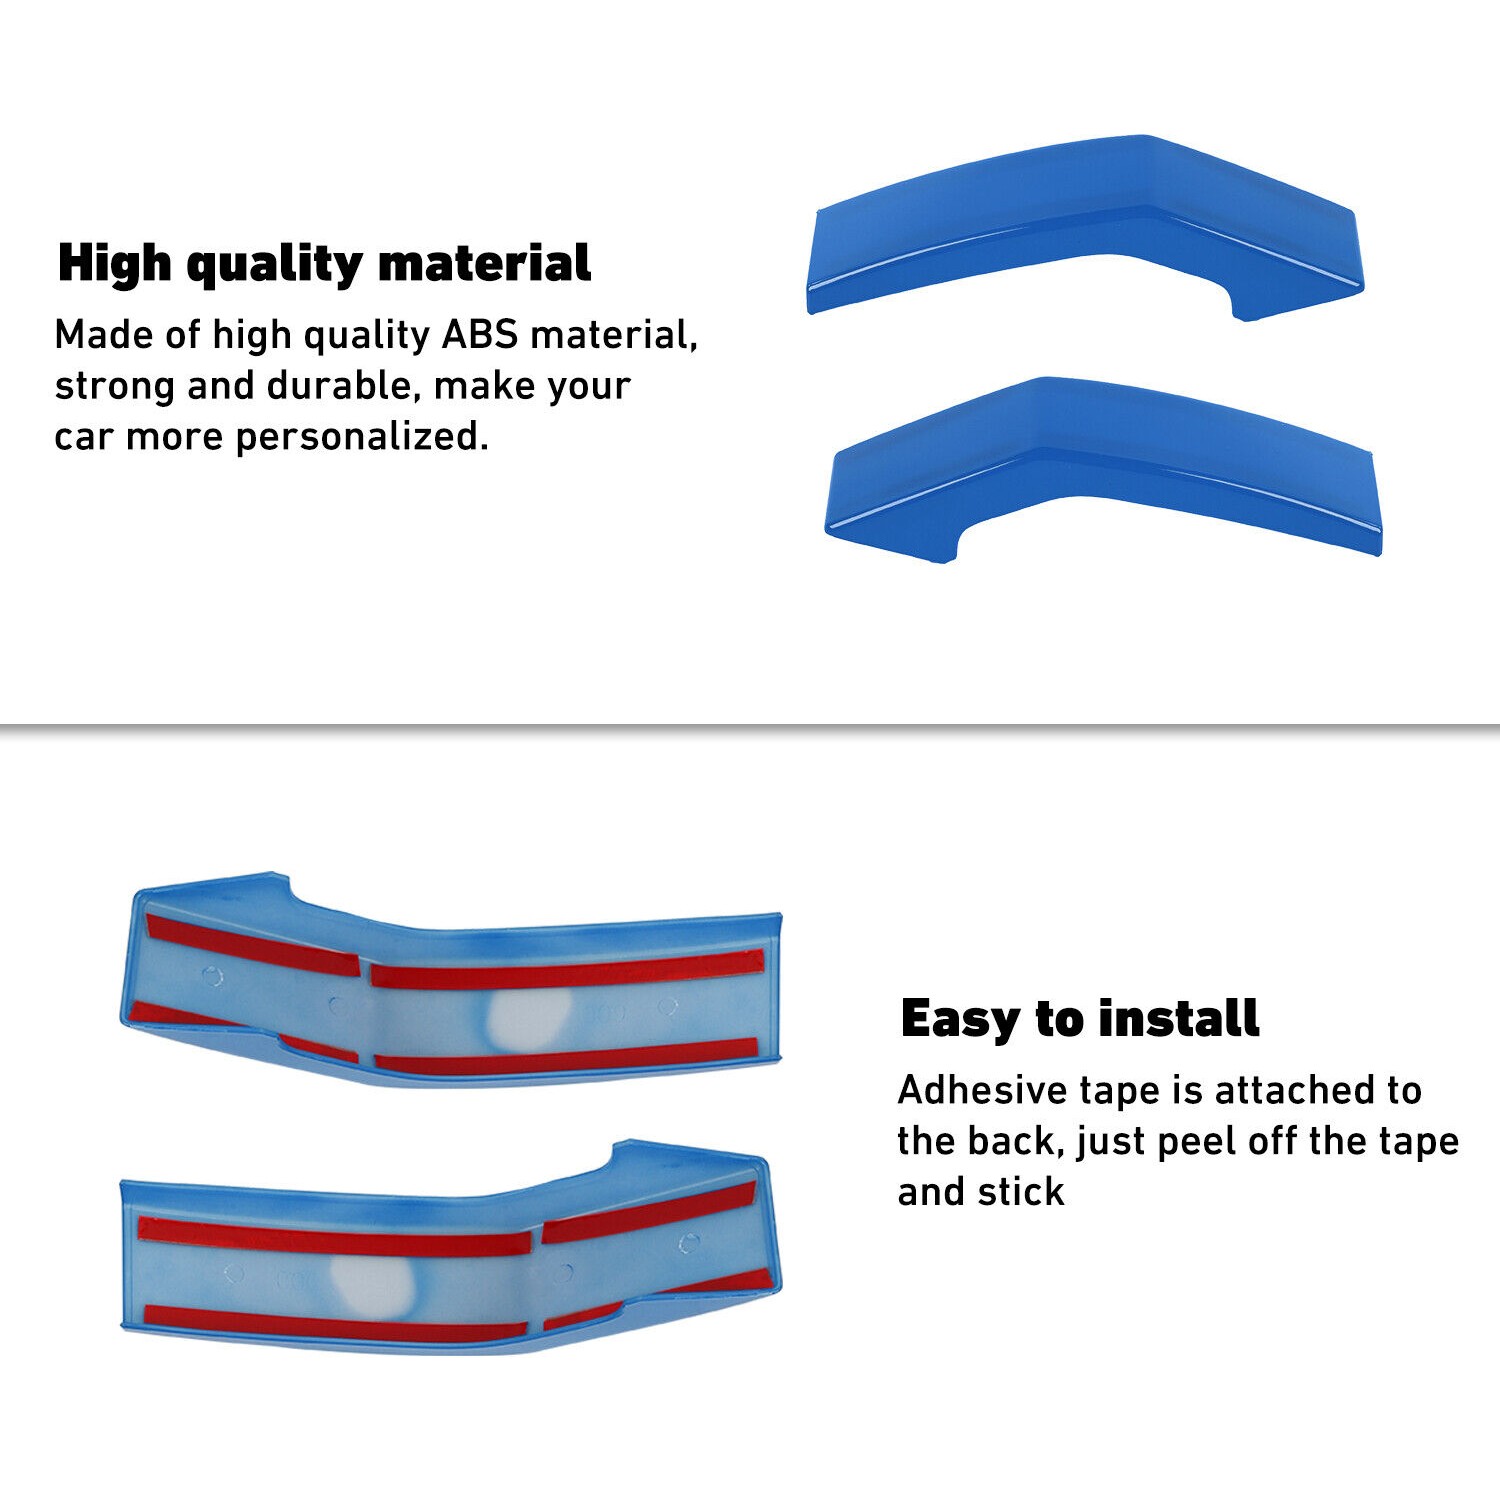 High quality material
Made of high quality ABS material,
strong and durable, make your
car more personalized.
Easy to install
Adhesive tape is attached to
the back, just peel off the tape
and stick